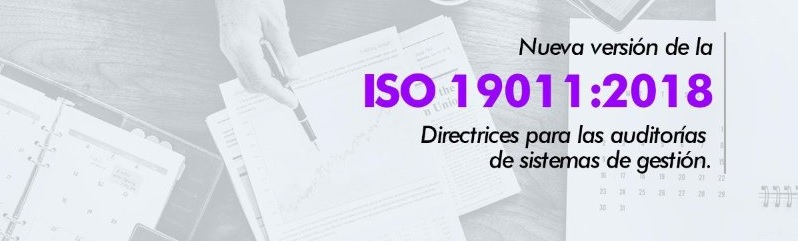 Nueva versión de la
ISO 19011:2018
Directrices para las auditorías
de sistemas de gestión.